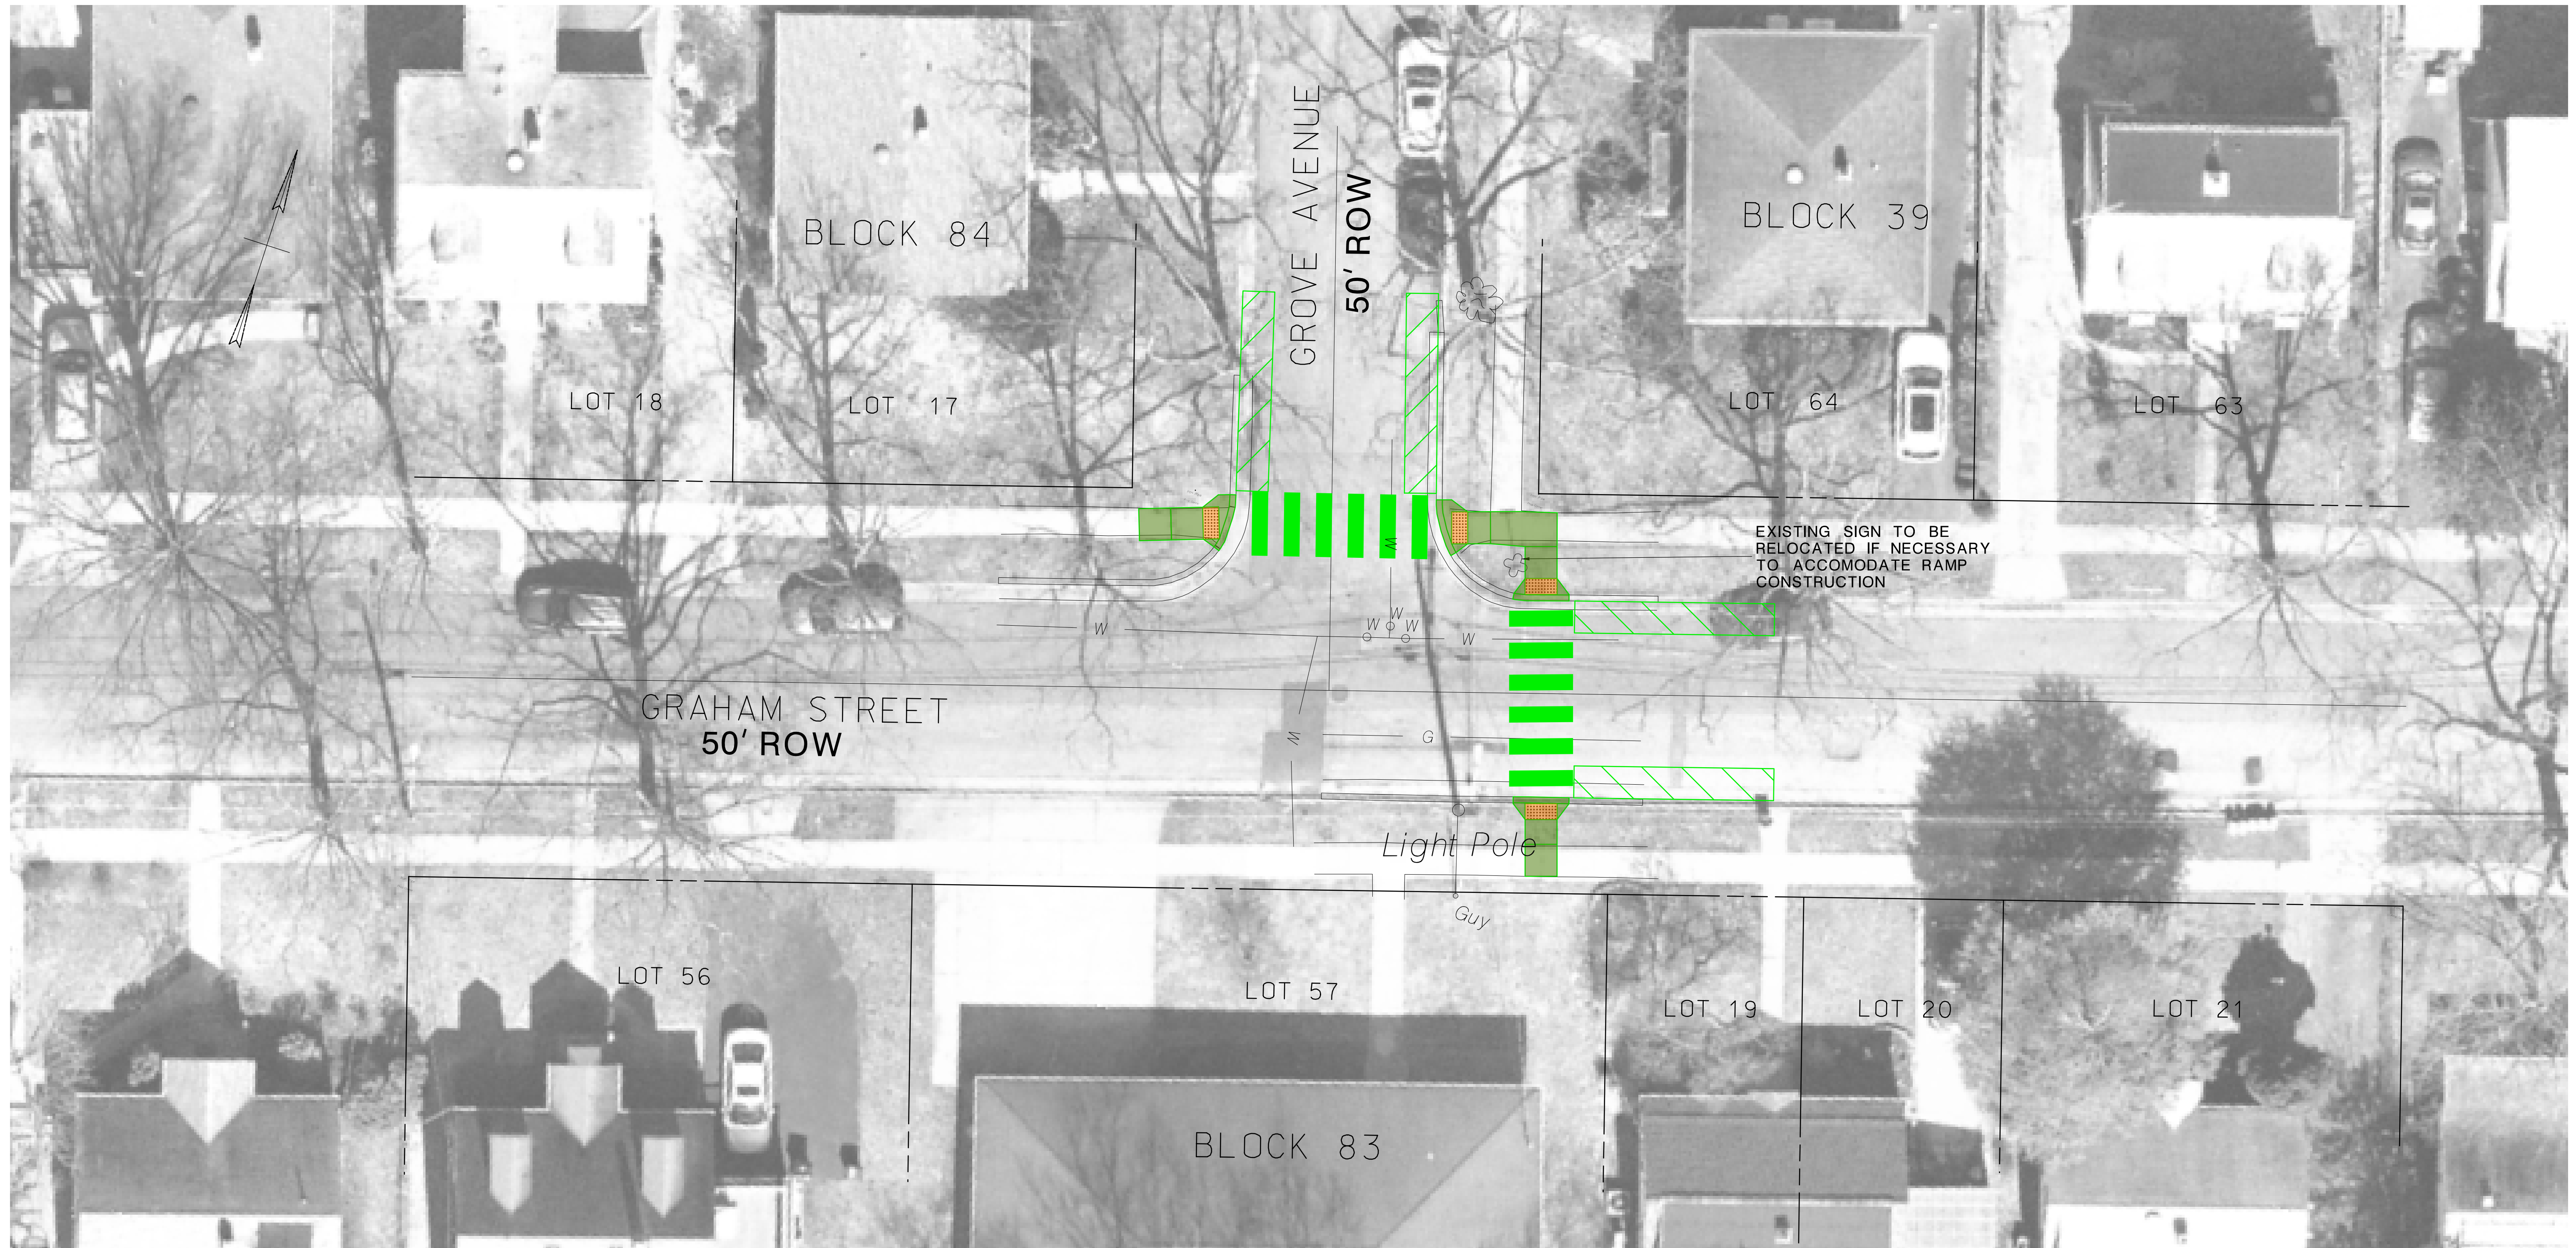 GROVE AVENUE
50' ROW
BLOCK 84
BLOCK 39
LOT 18
LOT 17
LOT 64
LOT 63
EXISTING SIGN TO BE
RELOCATED IF NECESSARY
TO ACCOMODATE RAMP
CONSTRUCTION
W
W
W
W
W
W
GRAHAM STREET
50' ROW
W
G
Light Pole
Guy
LOT 56
LOT 57
LOT 19
LOT 20
LOT 21
BLOCK 83